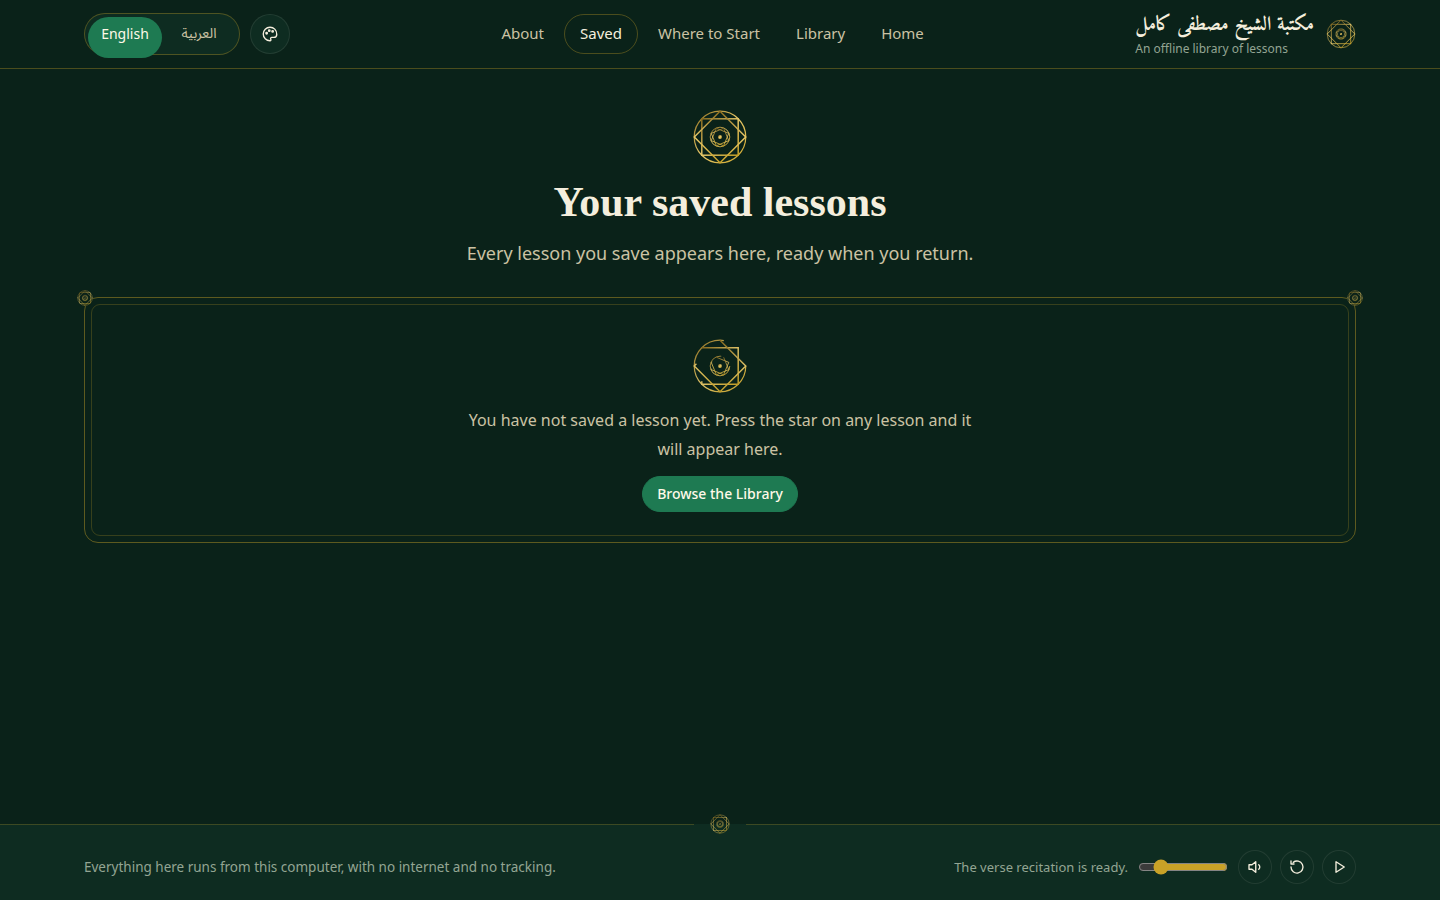 English
العربية
About
Saved
Where to Start
Library
Home
مكتبة الشيخ مصطفى كامل
An offline library of lessons
Your saved lessons
Every lesson you save appears here, ready when you return.
You have not saved a lesson yet. Press the star on any lesson and it
will appear here.
Browse the Library
Everything here runs from this computer, with no internet and no tracking.
The verse recitation is ready.